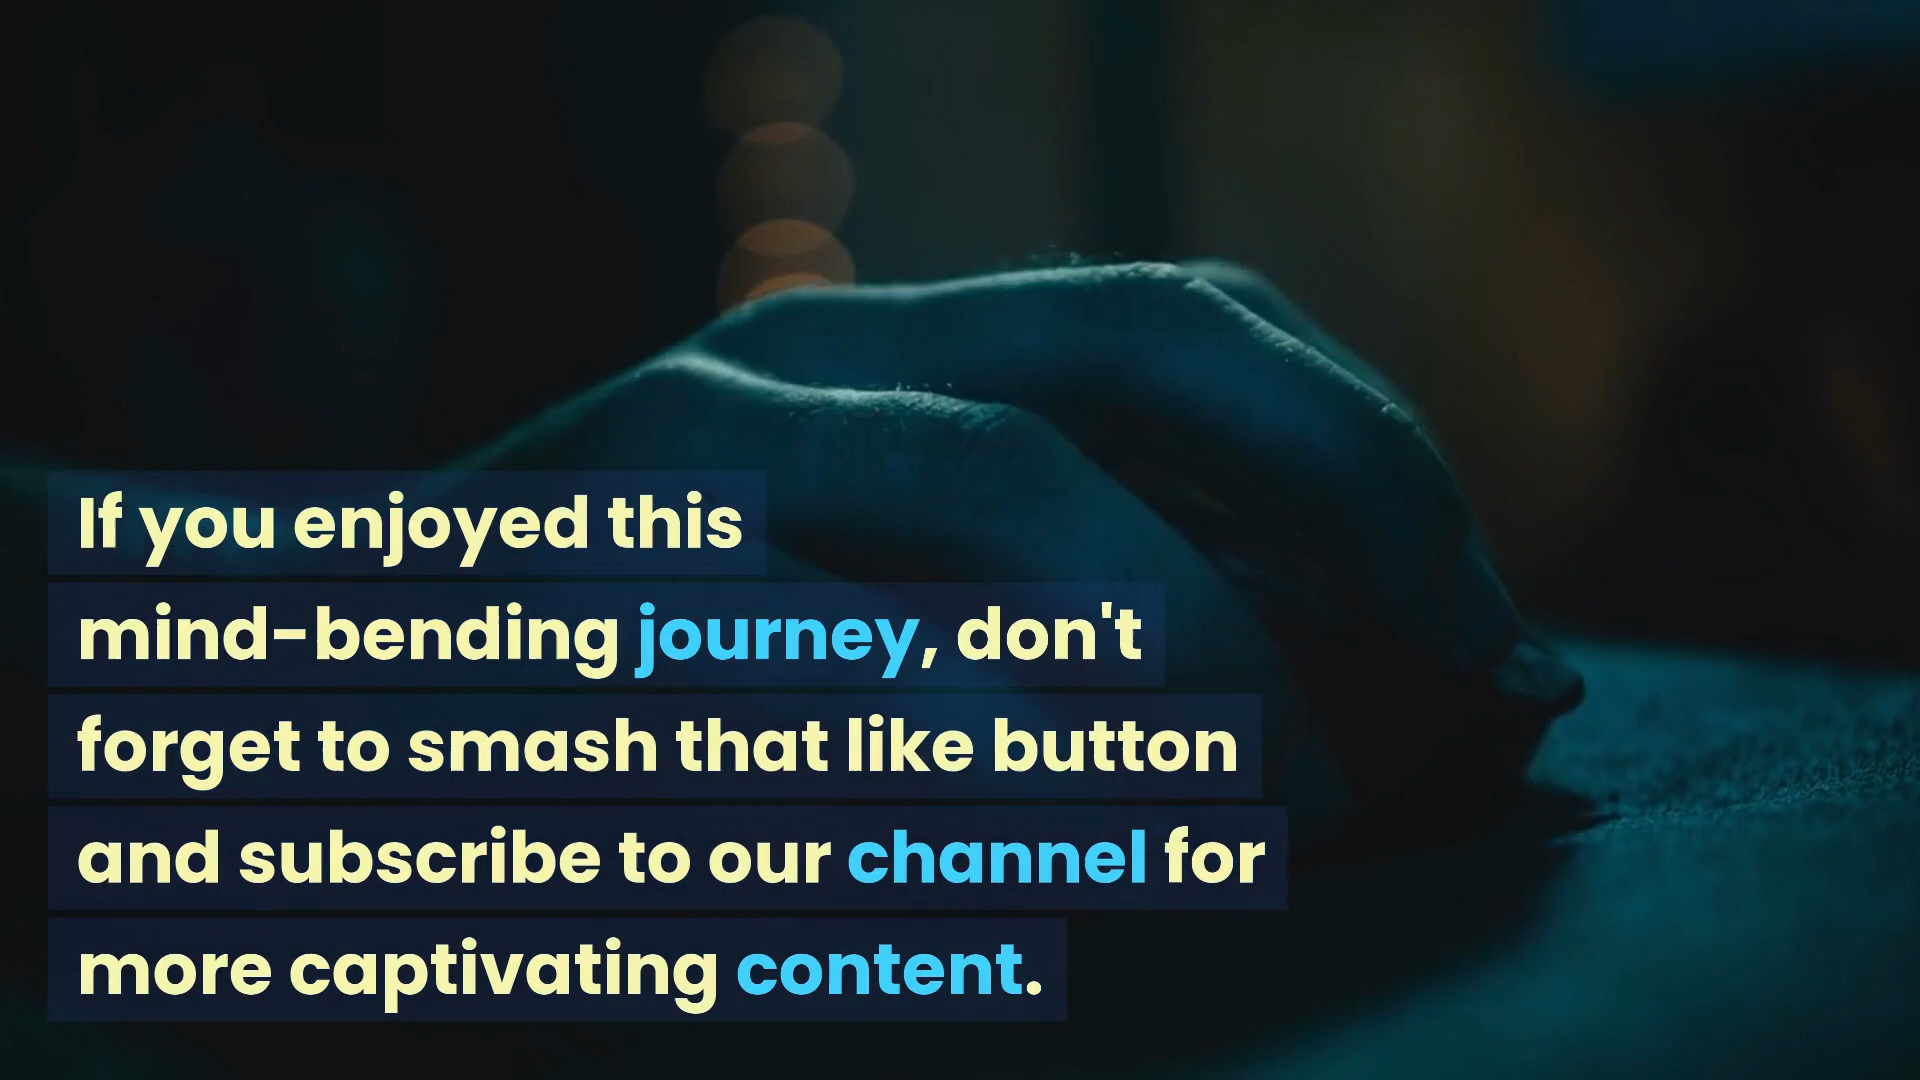 If you enjoyed this
mind-bending journey, don't
forget to smash that like button
and subscribe to our channel for
more captivating content.